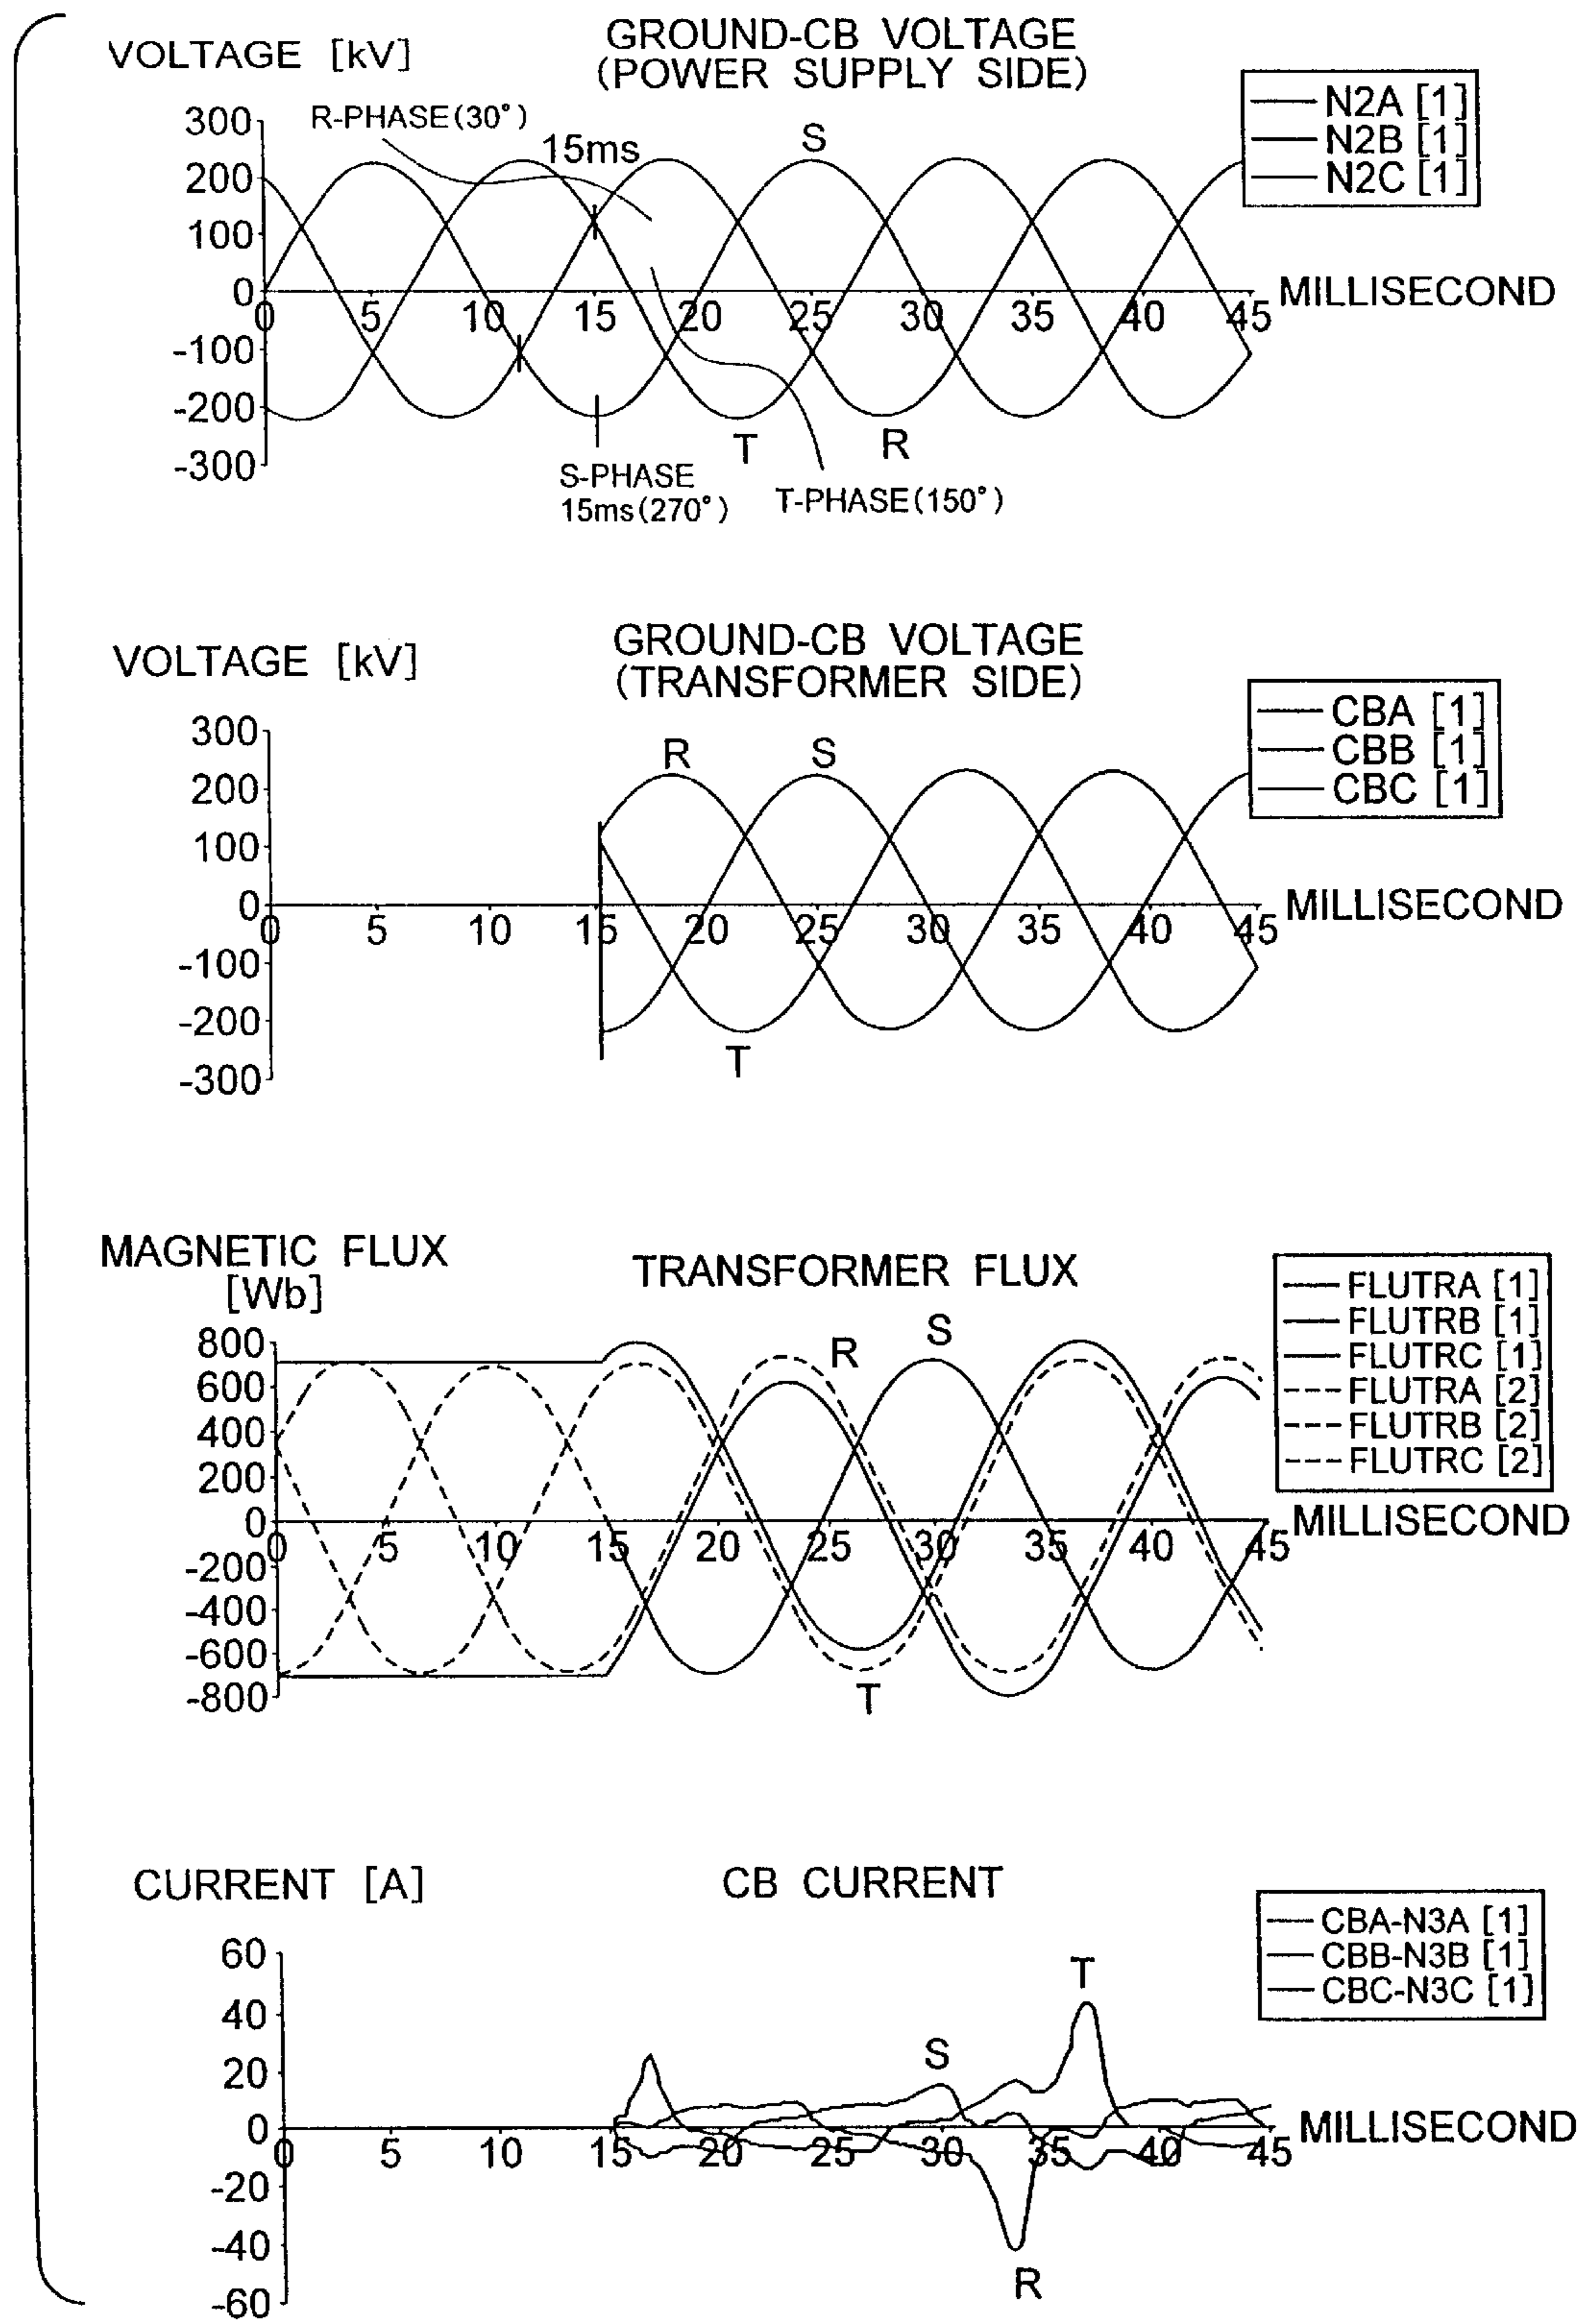 VOLTAGE [kV]
GROUND-CB VOLTAGE
(POWER SUPPLY SIDE)
R-PHASE(30°)
15ms
S
N2A [1]
N2B [1]
N2C [1]
300
200
100
0
-100
-200
-300
0 5 10 15 20 25 30 35 40 45
MILLISECOND
T
R
S-PHASE
15ms(270°)
T-PHASE(150°)
VOLTAGE [kV]
GROUND-CB VOLTAGE
(TRANSFORMER SIDE)
CBA [1]
CBB [1]
CBC [1]
300
200
100
0
-100
-200
-300
R
S
0 5 10 15 20 25 30 35 40 45
MILLISECOND
T
MAGNETIC FLUX
[Wb]
TRANSFORMER FLUX
FLUTRA [1]
FLUTRB [1]
FLUTRC [1]
FLUTRA [2]
FLUTRB [2]
FLUTRC [2]
800
600
400
200
0
-200
-400
-600
-800
R
S
0 5 10 15 20 25 30 35 40 45
MILLISECOND
T
CURRENT [A]
CB CURRENT
CBA-N3A [1]
CBB-N3B [1]
CBC-N3C [1]
60
40
20
0
-20
-40
-60
T
S
0 5 10 15 20 25 30 35 40 45
MILLISECOND
R